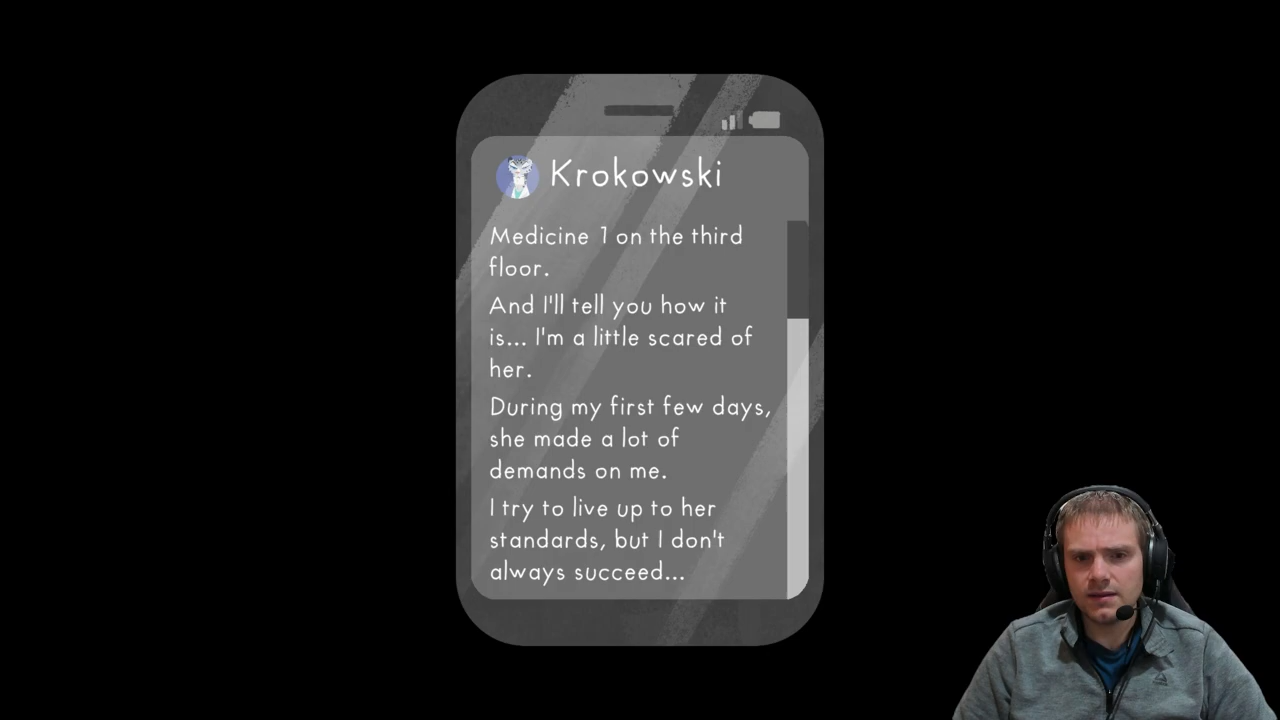 Krokowski
Medicine 1 on the third
floor.
And I'll tell you how it
is... I'm a little scared of
her.
During my first few days,
she made a lot of
demands on me.
I try to live up to her
standards, but I don't
always succeed...